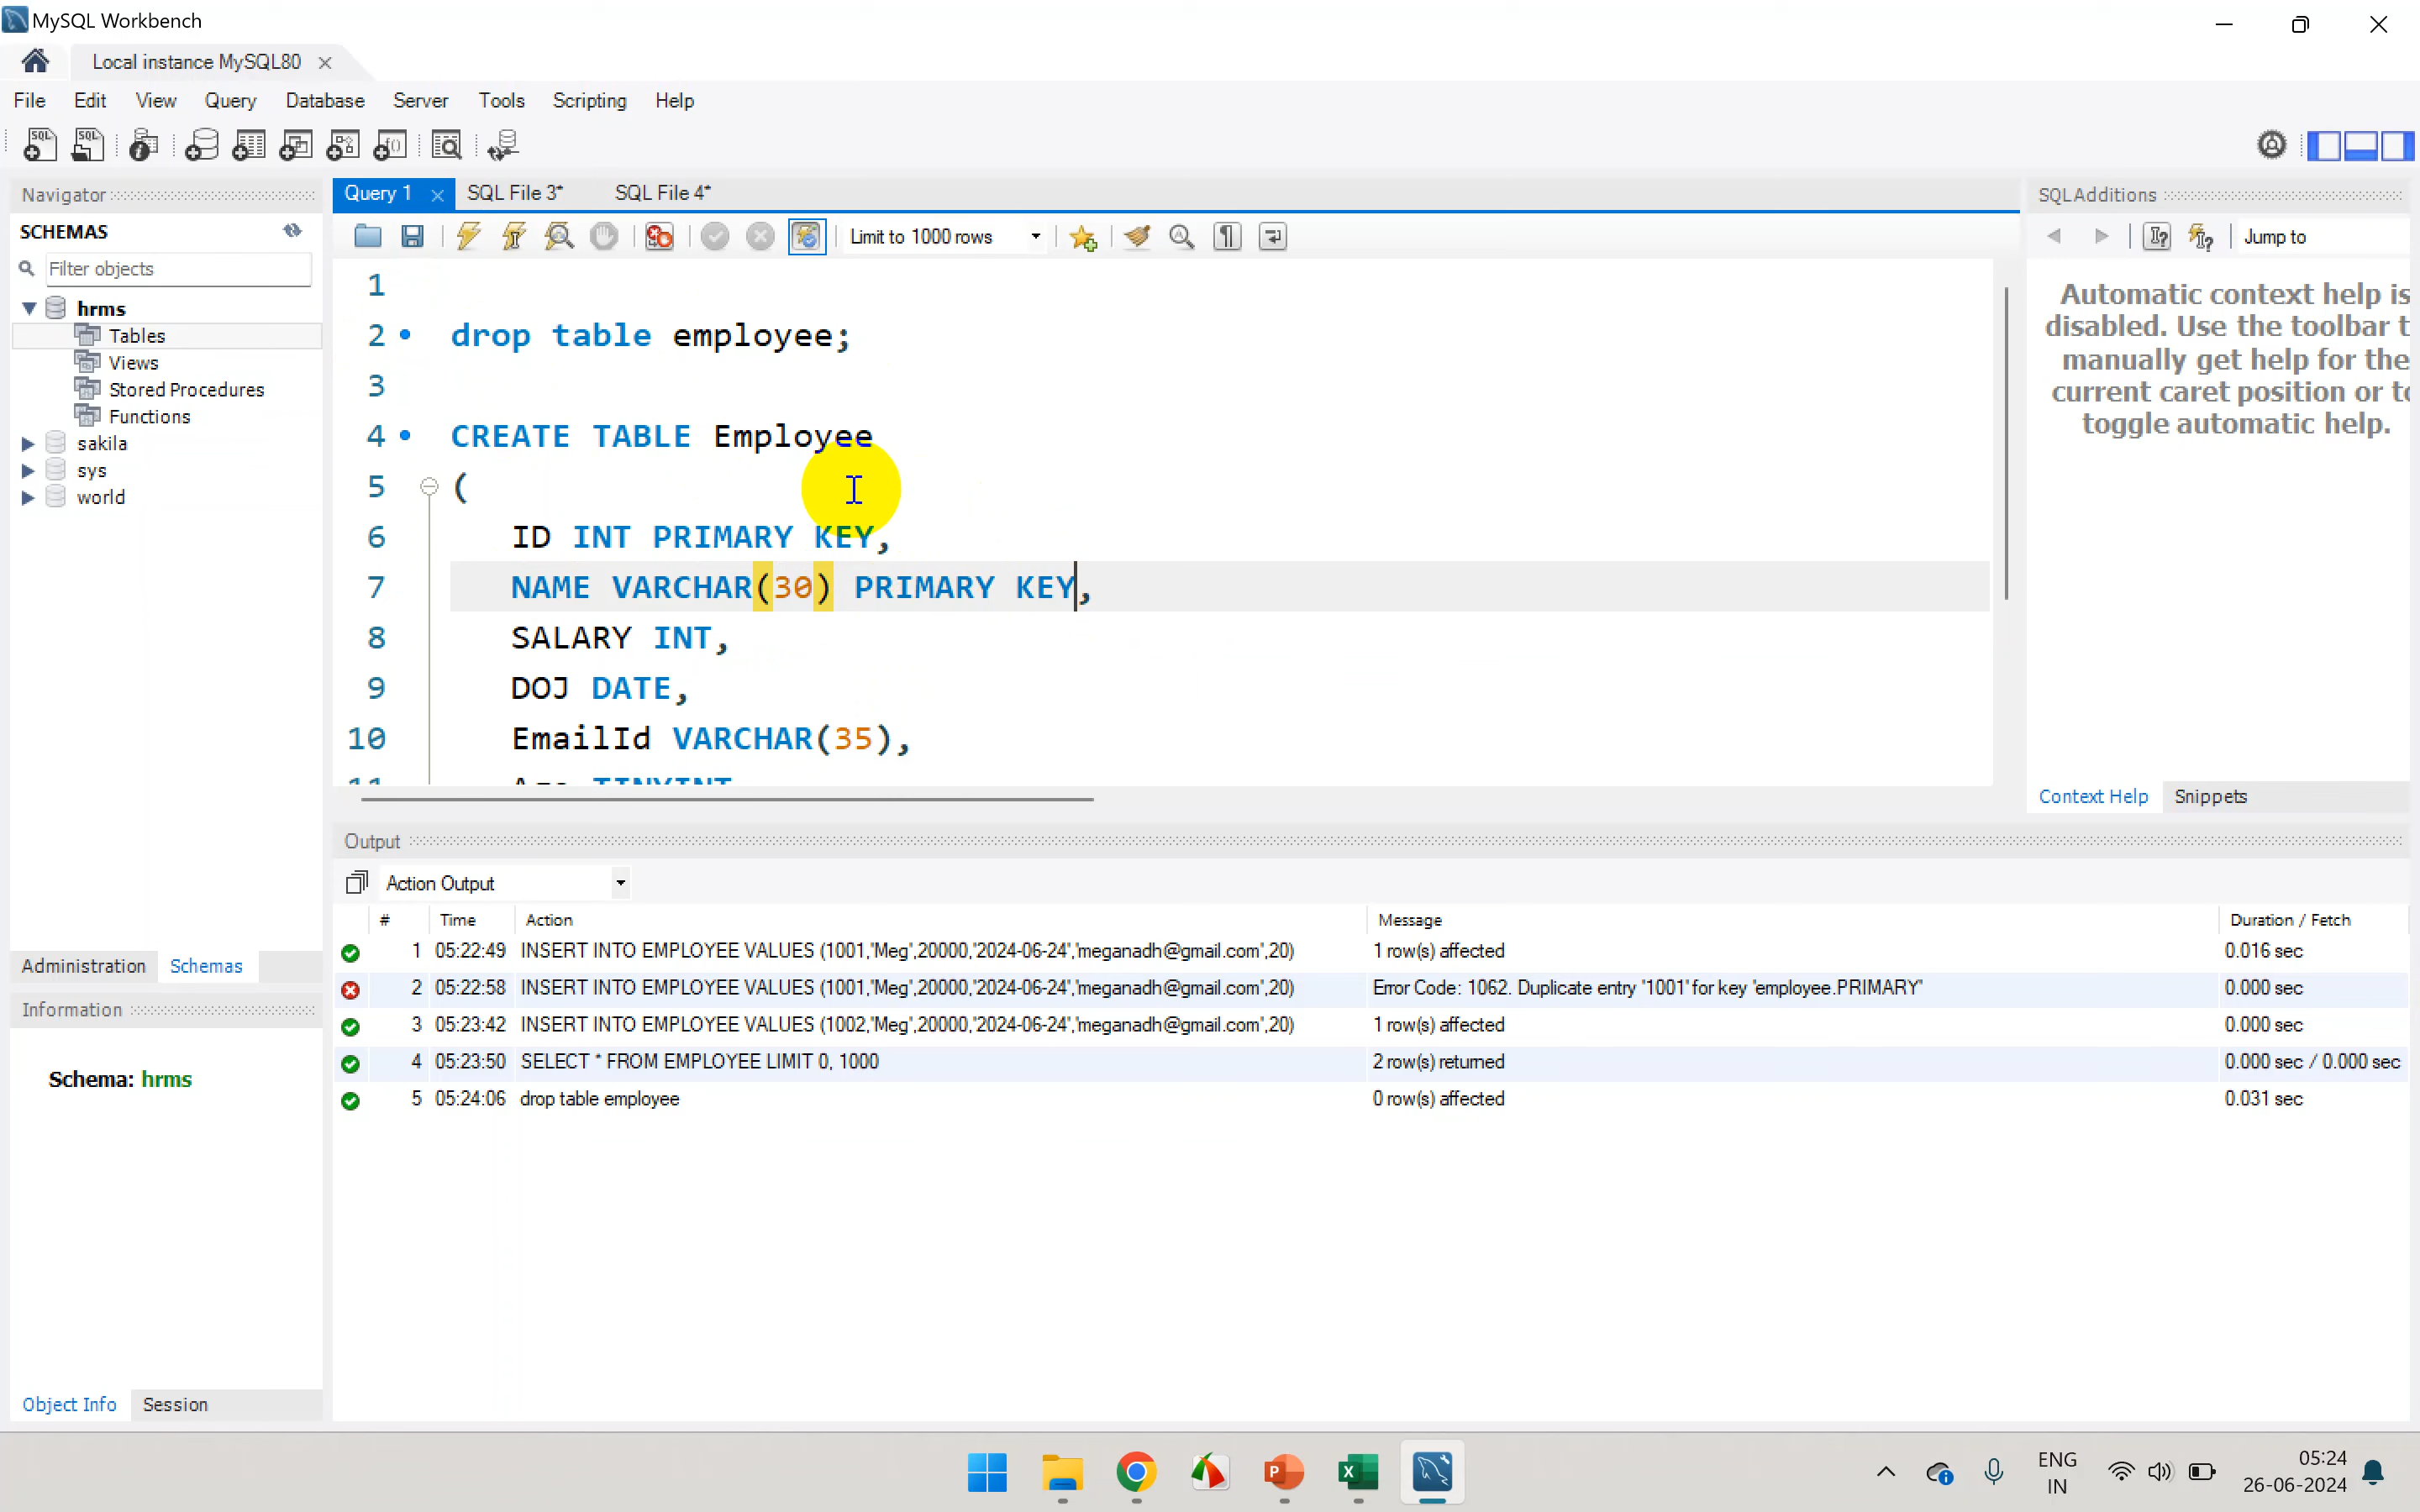 MySQL Workbench
Local instance MySQL80
File Edit View Query Database Server Tools Scripting Help
Navigator
SCHEMAS
Filter objects
hrms
Tables
Views
Stored Procedures
Functions
sakila
sys
world
Administration Schemas
Information
Schema: hrms
Object Info Session
Query 1 SQL File 3* SQL File 4*
Limit to 1000 rows
1
2 drop table employee;
3
4 CREATE TABLE Employee
5 (
6 ID INT PRIMARY KEY,
7 NAME VARCHAR(30) PRIMARY KEY,
8 SALARY INT,
9 DOJ DATE,
10 EmailId VARCHAR(35),
SQLAdditions
Jump to
Automatic context help is
disabled. Use the toolbar t
manually get help for the
current caret position or to
toggle automatic help.
Context Help Snippets
Output
Action Output
# Time Action Message Duration / Fetch
1 05:22:49 INSERT INTO EMPLOYEE VALUES (1001,'Meg',20000,'2024-06-24','meganadh@gmail.com',20) 1 row(s) affected 0.016 sec
2 05:22:58 INSERT INTO EMPLOYEE VALUES (1001,'Meg',20000,'2024-06-24','meganadh@gmail.com',20) Error Code: 1062. Duplicate entry '1001' for key 'employee.PRIMARY' 0.000 sec
3 05:23:42 INSERT INTO EMPLOYEE VALUES (1002,'Meg',20000,'2024-06-24','meganadh@gmail.com',20) 1 row(s) affected 0.000 sec
4 05:23:50 SELECT * FROM EMPLOYEE LIMIT 0, 1000 2 row(s) returned 0.000 sec / 0.000 sec
5 05:24:06 drop table employee 0 row(s) affected 0.031 sec
ENG
IN
05:24
26-06-2024